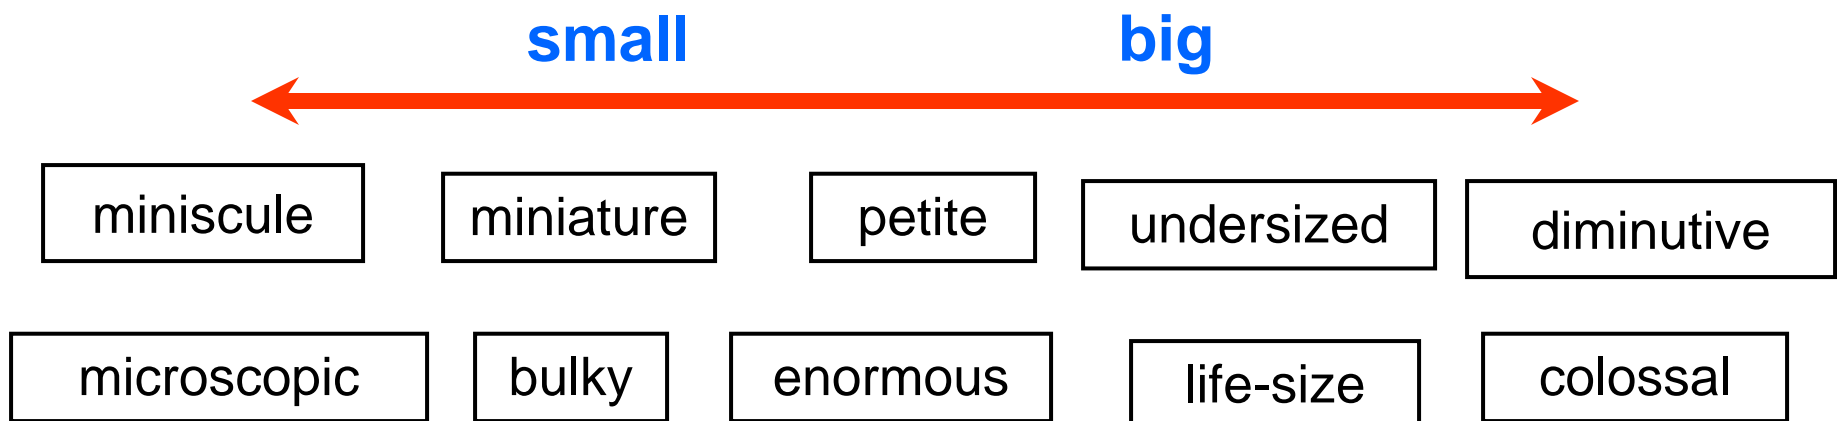 small big
miniscule miniature petite undersized diminutive
microscopic bulky enormous life-size colossal